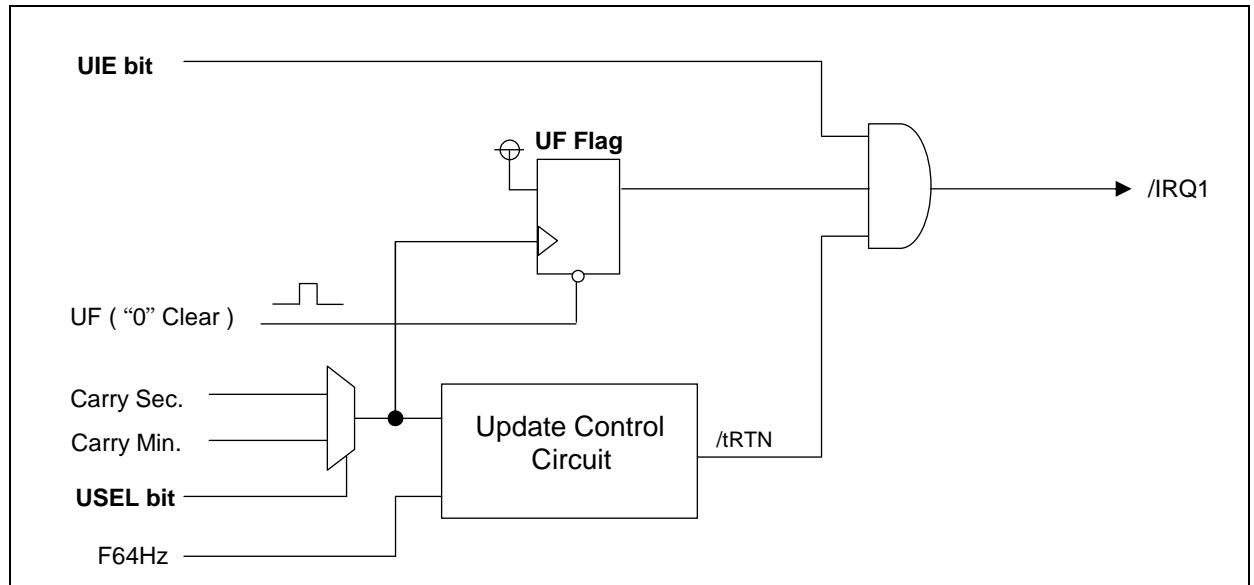 UIE bit
UF Flag
/IRQ1
UF ( “0” Clear )
Carry Sec.
Carry Min.
USEL bit
F64Hz
Update Control
Circuit
/tRTN